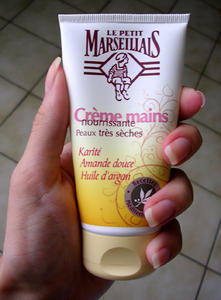 LE PETIT
MARSEILLAIS
Crème mains
nourrissante
Peaux très sèches
Karité
Amande douce
Huile d'argan